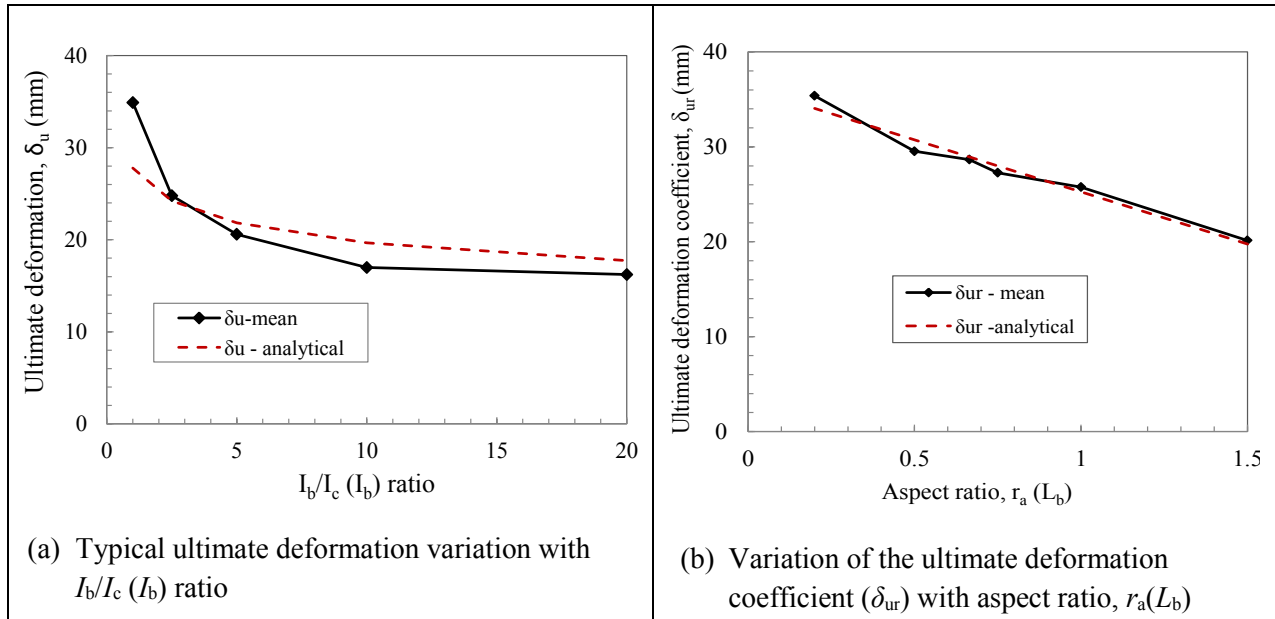 Ultimate deformation, δu (mm)
40
30
20
10
0
δu-mean
δu - analytical
0 5 10 15 20
Ib/Ic (Ib) ratio
(a) Typical ultimate deformation variation with
Ib/Ic (Ib) ratio
Ultimate deformation coefficient, δur (mm)
40
30
20
10
0
δur - mean
δur -analytical
0 0.5 1 1.5
Aspect ratio, ra (Lb)
(b) Variation of the ultimate deformation
coefficient (δur) with aspect ratio, ra(Lb)